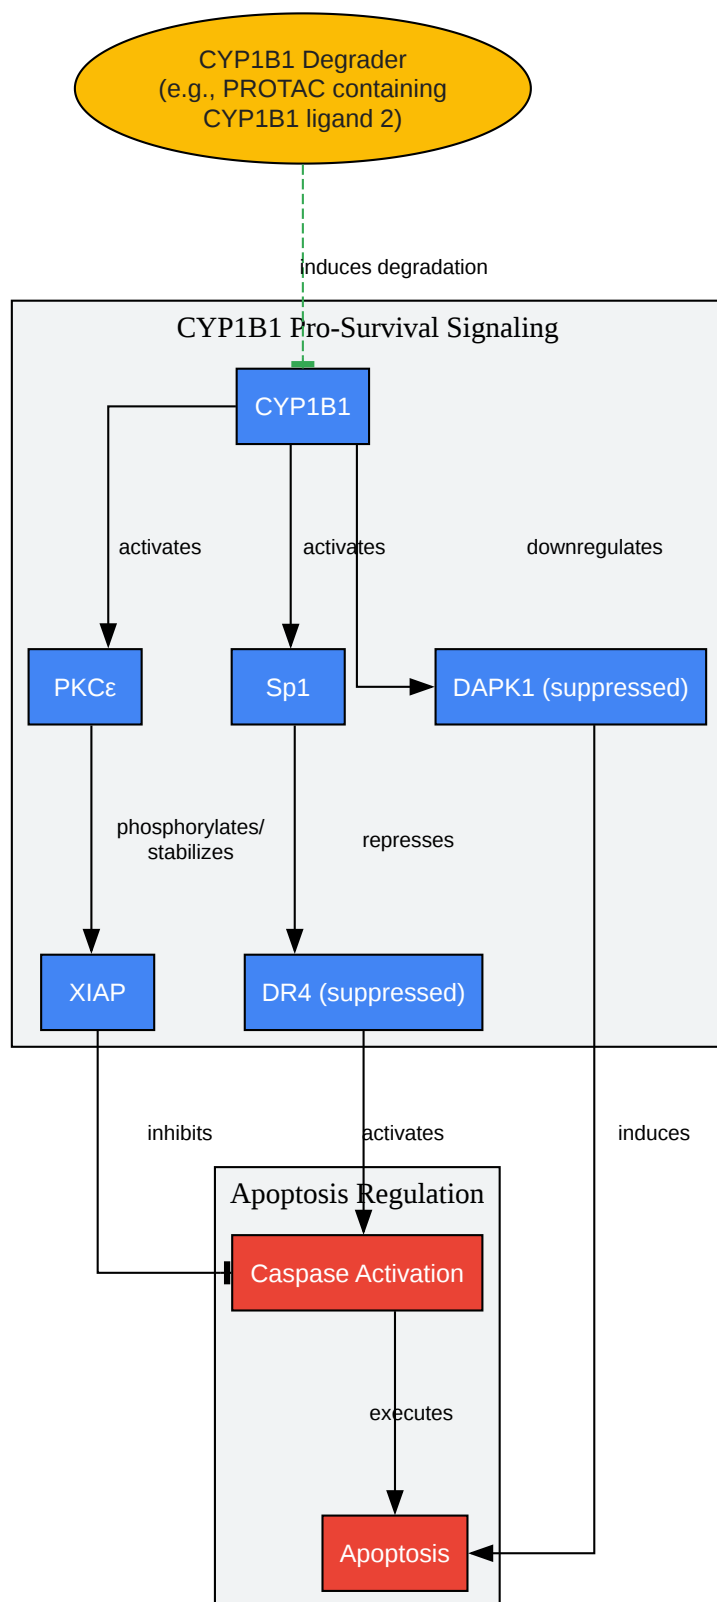 CYP1B1 Degrader
(e.g., PROTAC containing
CYP1B1 ligand 2)
induces degradation
CYP1B1 Pro-Survival Signaling
CYP1B1
activates
activates
downregulates
PKCε
Sp1
DAPK1 (suppressed)
phosphorylates/
stabilizes
represses
XIAP
DR4 (suppressed)
inhibits
activates
induces
Apoptosis Regulation
Caspase Activation
executes
Apoptosis